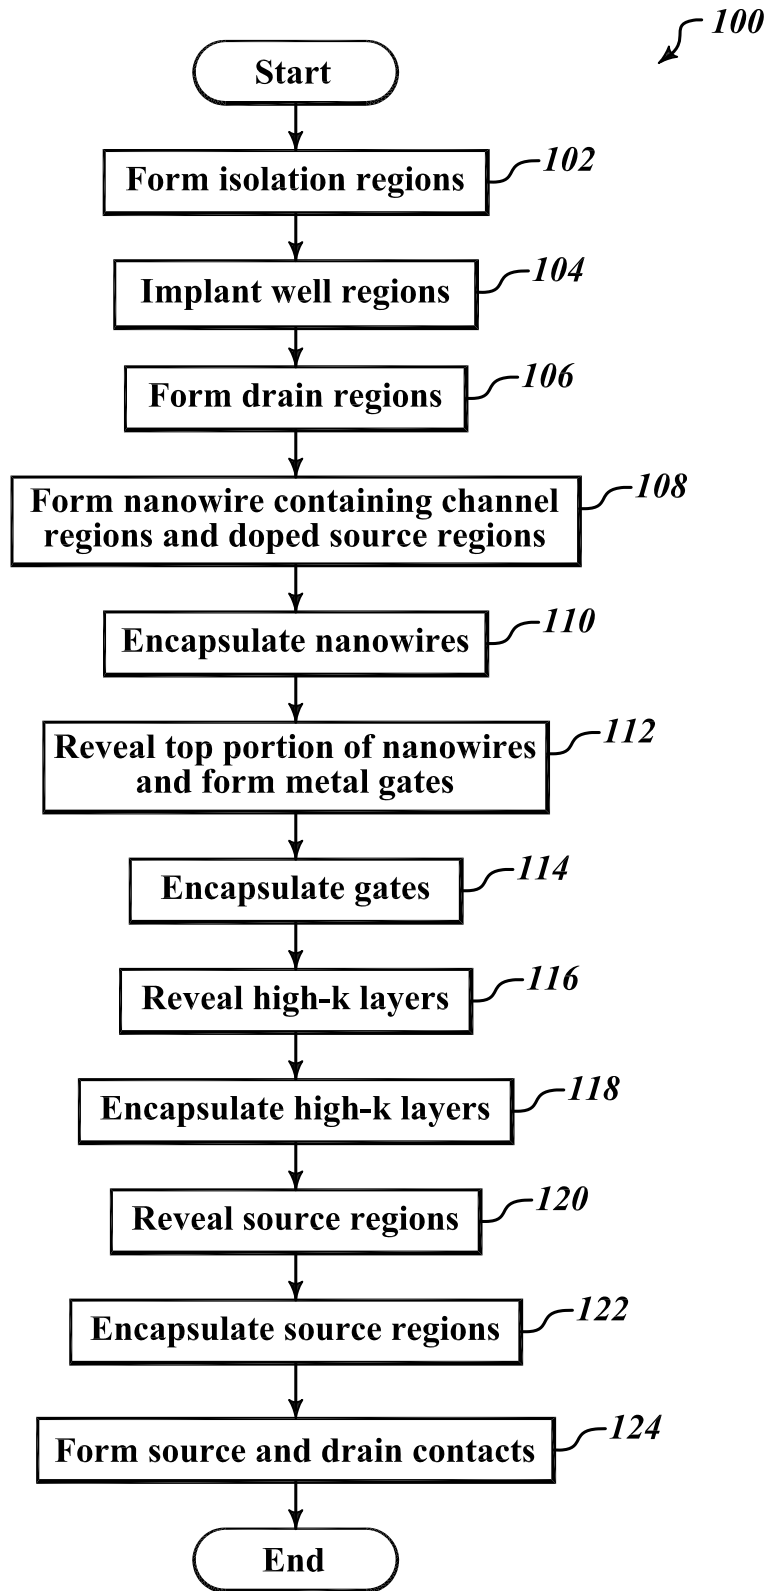 100
Start
Form isolation regions
102
Implant well regions
104
Form drain regions
106
Form nanowire containing channel
regions and doped source regions
108
Encapsulate nanowires
110
Reveal top portion of nanowires
and form metal gates
112
Encapsulate gates
114
Reveal high-k layers
116
Encapsulate high-k layers
118
Reveal source regions
120
Encapsulate source regions
122
Form source and drain contacts
124
End